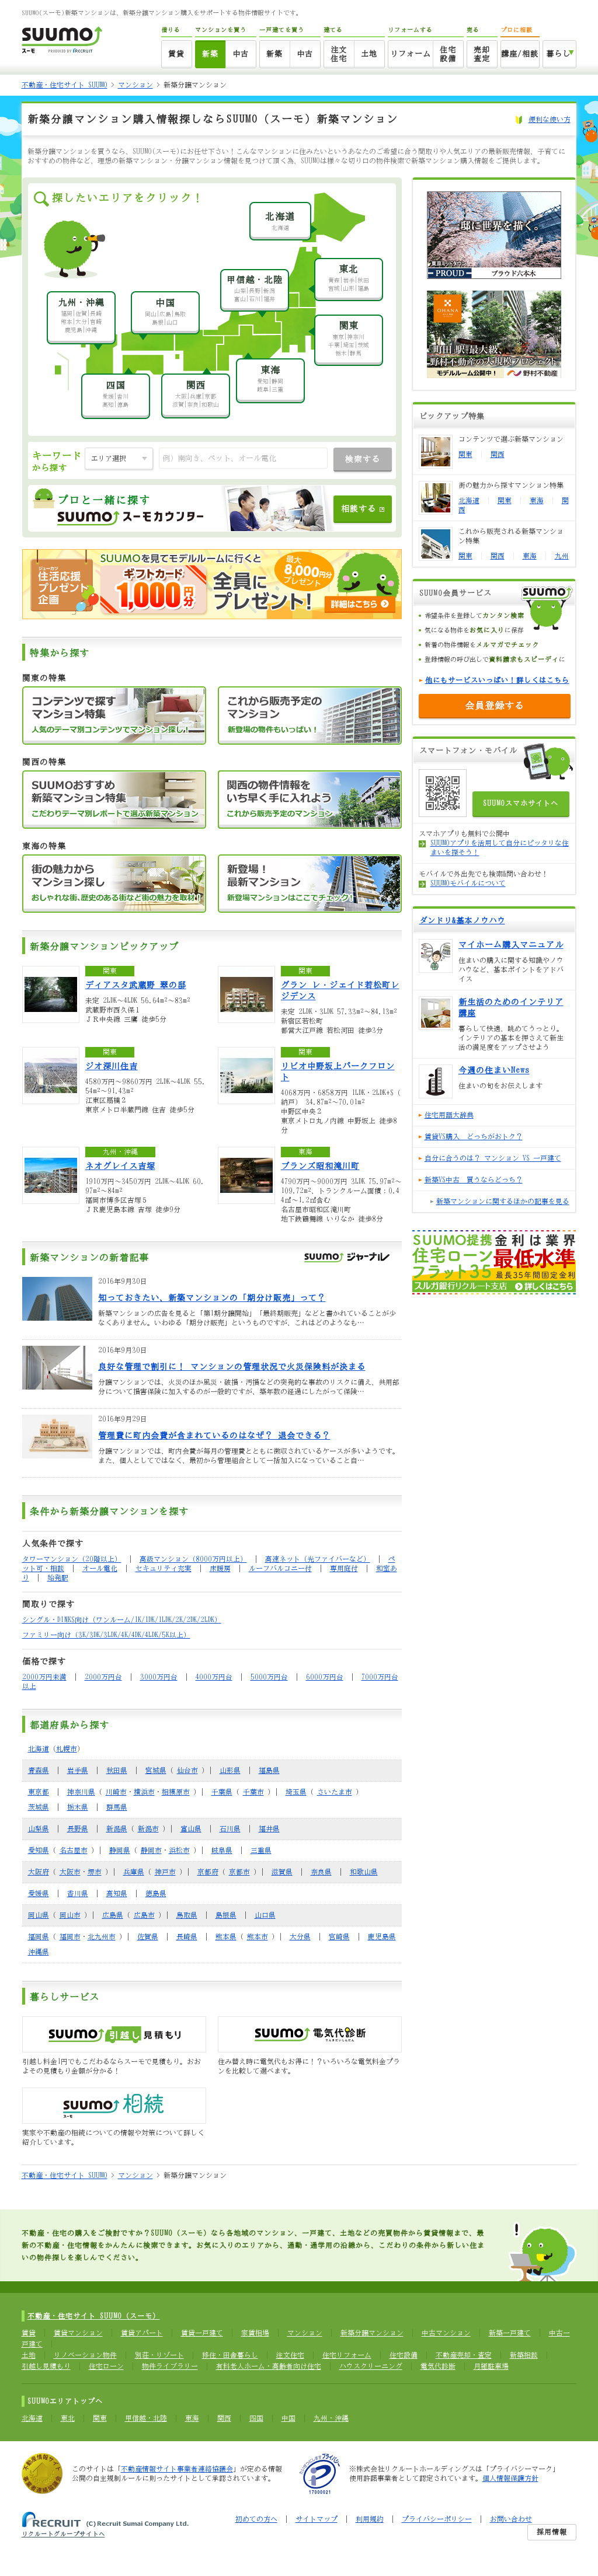 SUUMO(スーモ)新築マンションは、新築分譲マンション購入をサポートする物件情報サイトです。
SUUMO
スーモ
借りる
マンションを買う
一戸建てを買う
建てる
リフォームする
売る
プロに相談
賃貸
新築
中古
新築
中古
注文住宅
土地
リフォーム
住宅設備
売却査定
講座/相談
暮らし
不動産・住宅サイト SUUMO > マンション > 新築分譲マンション
新築分譲マンション購入情報探しならSUUMO(スーモ) 新築マンション
便利な使い方
新築分譲マンションを買うなら、SUUMO(スーモ)にお任せ下さい！こんなマンションに住みたいというあなたのご希望に合う間取りや人気エリアの最新販売情報、子育てに
おすすめの物件など、理想の新築マンション・分譲マンション情報を見つけて頂く為、SUUMOは様々な切り口の物件検索で新築マンション購入情報をご提供します。
探したいエリアをクリック！
北海道
北海道
東北
青森|岩手|秋田
宮城|山形|福島
甲信越・北陸
山梨|長野|新潟
富山|石川|福井
関東
東京|神奈川
千葉|埼玉|茨城
栃木|群馬
九州・沖縄
福岡|佐賀|長崎
熊本|大分|宮崎
鹿児島|沖縄
中国
岡山|広島|鳥取
島根|山口
東海
愛知|静岡
岐阜|三重
四国
愛媛|香川
高知|徳島
関西
大阪|兵庫|京都
滋賀|奈良|和歌山
キーワードから探す
エリア選択
例）南向き、ペット、オール電化
検索する
プロと一緒に探す
SUUMO スーモカウンター
相談する
住活応援プレゼント企画
SUUMOを見てモデルルームに行くと
ギフトカード 1,000円分
全員にプレゼント！
最大8,000円分プレゼント
詳細はこちら
特集から探す
関東の特集
コンテンツで探すマンション特集
人気のテーマ別コンテンツでマンション探し！
これから販売予定のマンション
新登場の物件もいっぱい！
関西の特集
SUUMOおすすめ新築マンション特集
こだわりテーマ別レポートで選ぶ新築マンション
関西の物件情報をいち早く手に入れよう
これから販売予定のマンション
東海の特集
街の魅力からマンション探し
おしゃれな街、歴史のある街など街の魅力を取材！
新登場！最新マンション
新登場マンションはここでチェック！
新築分譲マンションピックアップ
関東
ディアスタ武蔵野 翠の邸
未定 2LDK～4LDK 56.64m2～83m2
武蔵野市西久保１
ＪＲ中央線 三鷹 徒歩5分
関東
グラン レ・ジェイド若松町レジデンス
未定 2LDK・3LDK 57.33m2～84.13m2
新宿区若松町
都営大江戸線 若松河田 徒歩3分
関東
ジオ深川住吉
4580万円～9860万円 2LDK～4LDK 55.54m2～91.43m2
江東区扇橋２
東京メトロ半蔵門線 住吉 徒歩5分
関東
リビオ中野坂上パークフロント
4068万円・6858万円 1LDK・2LDK+S（納戸） 34.87m2～70.01m2
中野区中央２
東京メトロ丸ノ内線 中野坂上 徒歩8分
九州・沖縄
ネオグレイス吉塚
1910万円～3450万円 2LDK～4LDK 60.97m2～84m2
福岡市博多区吉塚５
ＪＲ鹿児島本線 吉塚 徒歩9分
東海
ブランズ昭和滝川町
4790万円～9000万円 3LDK 75.97m2～109.72m2、トランクルーム面積：0.44㎡～1.2㎡含む
名古屋市昭和区滝川町
地下鉄鶴舞線 いりなか 徒歩8分
新築マンションの新着記事
SUUMO ジャーナル
2016年9月30日
知っておきたい、新築マンションの「期分け販売」って？
新築マンションの広告を見ると「第1期分譲開始」「最終期販売」などと書かれていることが少なくありません。いわゆる「期分け販売」というものですが、これはどのようなも…
2016年9月30日
良好な管理で割引に！ マンションの管理状況で火災保険料が決まる
分譲マンションでは、火災のほか風災・破損・汚損などの突発的な事故のリスクに備え、共用部分について損害保険に加入するのが一般的ですが、築年数の経過にしたがって保険…
2016年9月29日
管理費に町内会費が含まれているのはなぜ？ 退会できる？
分譲マンションでは、町内会費が毎月の管理費とともに徴収されているケースが多いようです。また、個人としてではなく、最初から管理組合として一括加入になっていること自…
条件から新築分譲マンションを探す
人気条件で探す
タワーマンション（20階以上） | 高級マンション（8000万円以上） | 高速ネット（光ファイバーなど） | ペット可・相談 | オール電化 | セキュリティ充実 | 床暖房 | ルーフバルコニー付 | 専用庭付 | 和室あり | 始発駅
間取りで探す
シングル・DINKS向け（ワンルーム/1K/1DK/1LDK/2K/2DK/2LDK）
ファミリー向け（3K/3DK/3LDK/4K/4DK/4LDK/5K以上）
価格で探す
2000万円未満 | 2000万円台 | 3000万円台 | 4000万円台 | 5000万円台 | 6000万円台 | 7000万円台以上
都道府県から探す
北海道（札幌市）
青森県 | 岩手県 | 秋田県 | 宮城県（ 仙台市 ） | 山形県 | 福島県
東京都 | 神奈川県（ 川崎市・横浜市・相模原市 ） | 千葉県（ 千葉市 ） | 埼玉県（ さいたま市 ）
茨城県 | 栃木県 | 群馬県
山梨県 | 長野県 | 新潟県（ 新潟市 ） | 富山県 | 石川県 | 福井県
愛知県（ 名古屋市 ） | 静岡県（ 静岡市・浜松市 ） | 岐阜県 | 三重県
大阪府（ 大阪市・堺市 ） | 兵庫県（ 神戸市 ） | 京都府（ 京都市 ） | 滋賀県 | 奈良県 | 和歌山県
愛媛県 | 香川県 | 高知県 | 徳島県
岡山県（ 岡山市 ） | 広島県（ 広島市 ） | 鳥取県 | 島根県 | 山口県
福岡県（ 福岡市・北九州市 ） | 佐賀県 | 長崎県 | 熊本県（ 熊本市 ） | 大分県 | 宮崎県 | 鹿児島県
沖縄県
暮らしサービス
SUUMO 引越し見積もり
引越し料金1円でもこだわるならスーモで見積もり。おおよその見積もり金額が分かる！
SUUMO 電気代診断
住み替え時に電気代もお得に！？いろいろな電気料金プランを比較して選べます。
SUUMO 相続
スーモ
実家や不動産の相続についての情報や対策について詳しく紹介しています。
邸に世界を描く。
PROUD プラウド六本木
OHANA
町田駅最大級、
野村不動産の大規模プロジェクト
モデルルーム公開中！ 野村不動産
ピックアップ特集
コンテンツで選ぶ新築マンション
関東 関西
街の魅力から探すマンション特集
北海道 関東 東海 関西
これから販売される新築マンション特集
関東 関西 東海 九州
SUUMO会員サービス
希望条件を登録してカンタン検索
気になる物件をお気に入りに保存
新着の物件情報をメルマガでチェック
登録情報の呼び出しで資料請求もスピーディに
他にもサービスいっぱい！詳しくはこちら
会員登録する
スマートフォン・モバイル
SUUMOスマホサイトへ
スマホアプリも無料で公開中
SUUMOアプリを活用して自分にピッタリな住まいを探そう！
モバイルで外出先でも検索&問い合わせ！
SUUMOモバイルについて
ダンドリ&基本ノウハウ
マイホーム購入マニュアル
住まいの購入に関する知識やノウハウなど、基本ポイントをアドバイス
新生活のためのインテリア講座
暮らして快適、眺めてうっとり。インテリアの基本を押さえて新生活の満足度をアップさせよう
今週の住まいNews
住まいの旬をお伝えします
住宅用語大辞典
賃貸VS購入 どっちがおトク？
自分に合うのは？ マンション VS 一戸建て
新築VS中古 買うならどっち？
新築マンションに関するほかの記事を見る
SUUMO提携 金利は業界
住宅ローン 最低水準
フラット35 最長35年間固定金利
スルガ銀行リクルート支店 詳しくはこちら
不動産・住宅サイト SUUMO > マンション > 新築分譲マンション
不動産・住宅の購入をご検討ですか？SUUMO（スーモ）なら各地域のマンション、一戸建て、土地などの売買物件から賃貸情報まで、最新の不動産・住宅情報をかんたんに検索できます。お気に入りのエリアから、通勤・通学用の沿線から、こだわりの条件から新しい住まいの物件探しを楽しんでください。
不動産・住宅サイト SUUMO（スーモ）
賃貸 賃貸マンション 賃貸アパート 賃貸一戸建て 家賃相場 マンション 新築分譲マンション 中古マンション 新築一戸建て 中古一戸建て
土地 リノベーション物件 別荘・リゾート 移住・田舎暮らし 注文住宅 住宅リフォーム 住宅設備 不動産売却・査定 新築相談
引越し見積もり 住宅ローン 物件ライブラリー 有料老人ホーム・高齢者向け住宅 ハウスクリーニング 電気代診断 月極駐車場
SUUMOエリアトップへ
北海道 東北 関東 甲信越・北陸 東海 関西 四国 中国 九州・沖縄
このサイトは「不動産情報サイト事業者連絡協議会」が定める情報公開の自主規制ルールに則ったサイトとして承認されています。
※株式会社リクルートホールディングスは「プライバシーマーク」使用許諾事業者として認定されています。個人情報保護方針
RECRUIT (C)Recruit Sumai Company Ltd.
リクルートグループサイトへ
初めての方へ | サイトマップ | 利用規約 | プライバシーポリシー | お問い合わせ
採用情報